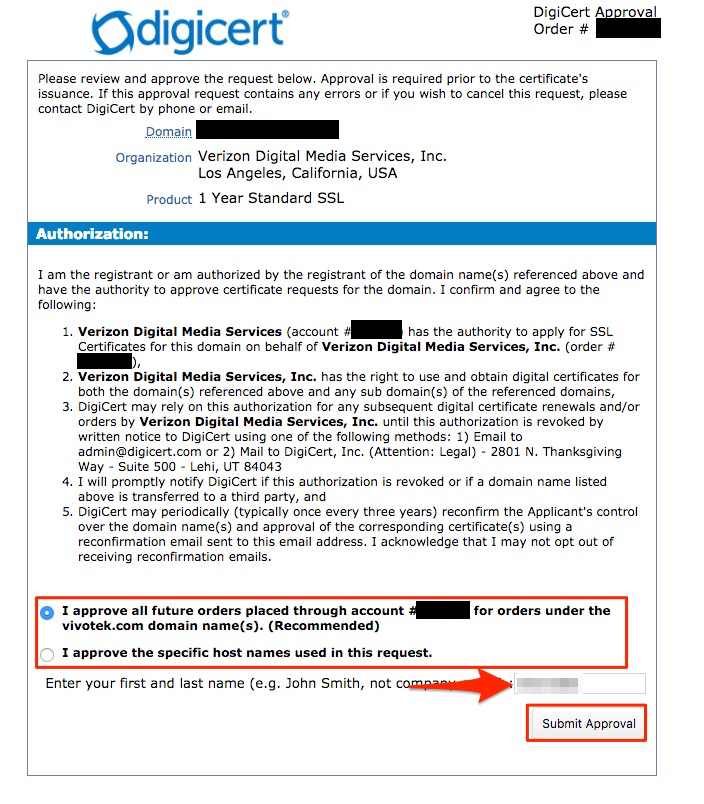 digicert®
DigiCert Approval
Order #
Please review and approve the request below. Approval is required prior to the certificate's
issuance. If this approval request contains any errors or if you wish to cancel this request, please
contact DigiCert by phone or email.
Domain
Organization Verizon Digital Media Services, Inc.
Los Angeles, California, USA
Product 1 Year Standard SSL
Authorization:
I am the registrant or am authorized by the registrant of the domain name(s) referenced above and
have the authority to approve certificate requests for the domain. I confirm and agree to the
following:
1. Verizon Digital Media Services (account # ) has the authority to apply for SSL
Certificates for this domain on behalf of Verizon Digital Media Services, Inc. (order #
),
2. Verizon Digital Media Services, Inc. has the right to use and obtain digital certificates for
both the domain(s) referenced above and any sub domain(s) of the referenced domains,
3. DigiCert may rely on this authorization for any subsequent digital certificate renewals and/or
orders by Verizon Digital Media Services, Inc. until this authorization is revoked by
written notice to DigiCert using one of the following methods: 1) Email to
admin@digicert.com or 2) Mail to DigiCert, Inc. (Attention: Legal) - 2801 N. Thanksgiving
Way - Suite 500 - Lehi, UT 84043
4. I will promptly notify DigiCert if this authorization is revoked or if a domain name listed
above is transferred to a third party, and
5. DigiCert may periodically (typically once every three years) reconfirm the Applicant's control
over the domain name(s) and approval of the corresponding certificate(s) using a
reconfirmation email sent to this email address. I acknowledge that I may not opt out of
receiving reconfirmation emails.
I approve all future orders placed through account # for orders under the
vivotek.com domain name(s). (Recommended)
I approve the specific host names used in this request.
Enter your first and last name (e.g. John Smith, not company :
Submit Approval